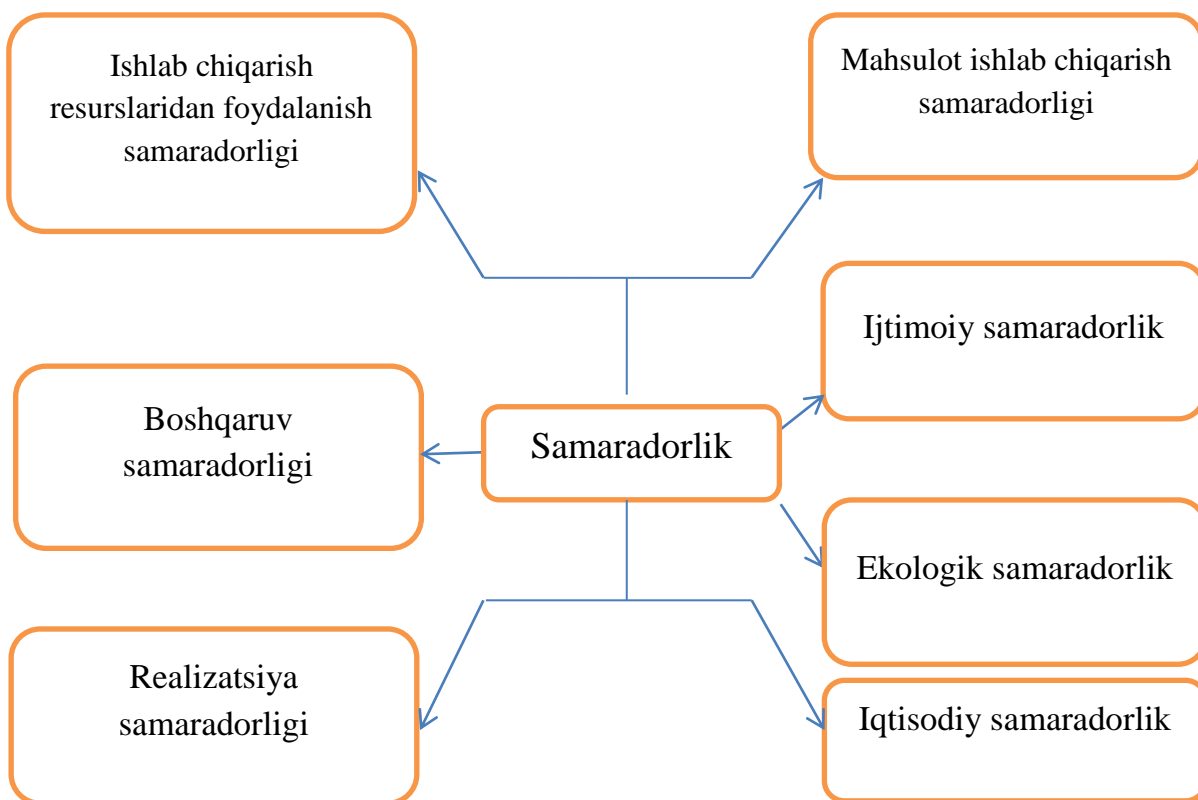 Ishlab chiqarish
resurslaridan foydalanish
samaradorligi
Mahsulot ishlab chiqarish
samaradorligi
Ijtimoiy samaradorlik
Boshqaruv
samaradorligi
Samaradorlik
Ekologik samaradorlik
Realizatsiya
samaradorligi
Iqtisodiy samaradorlik